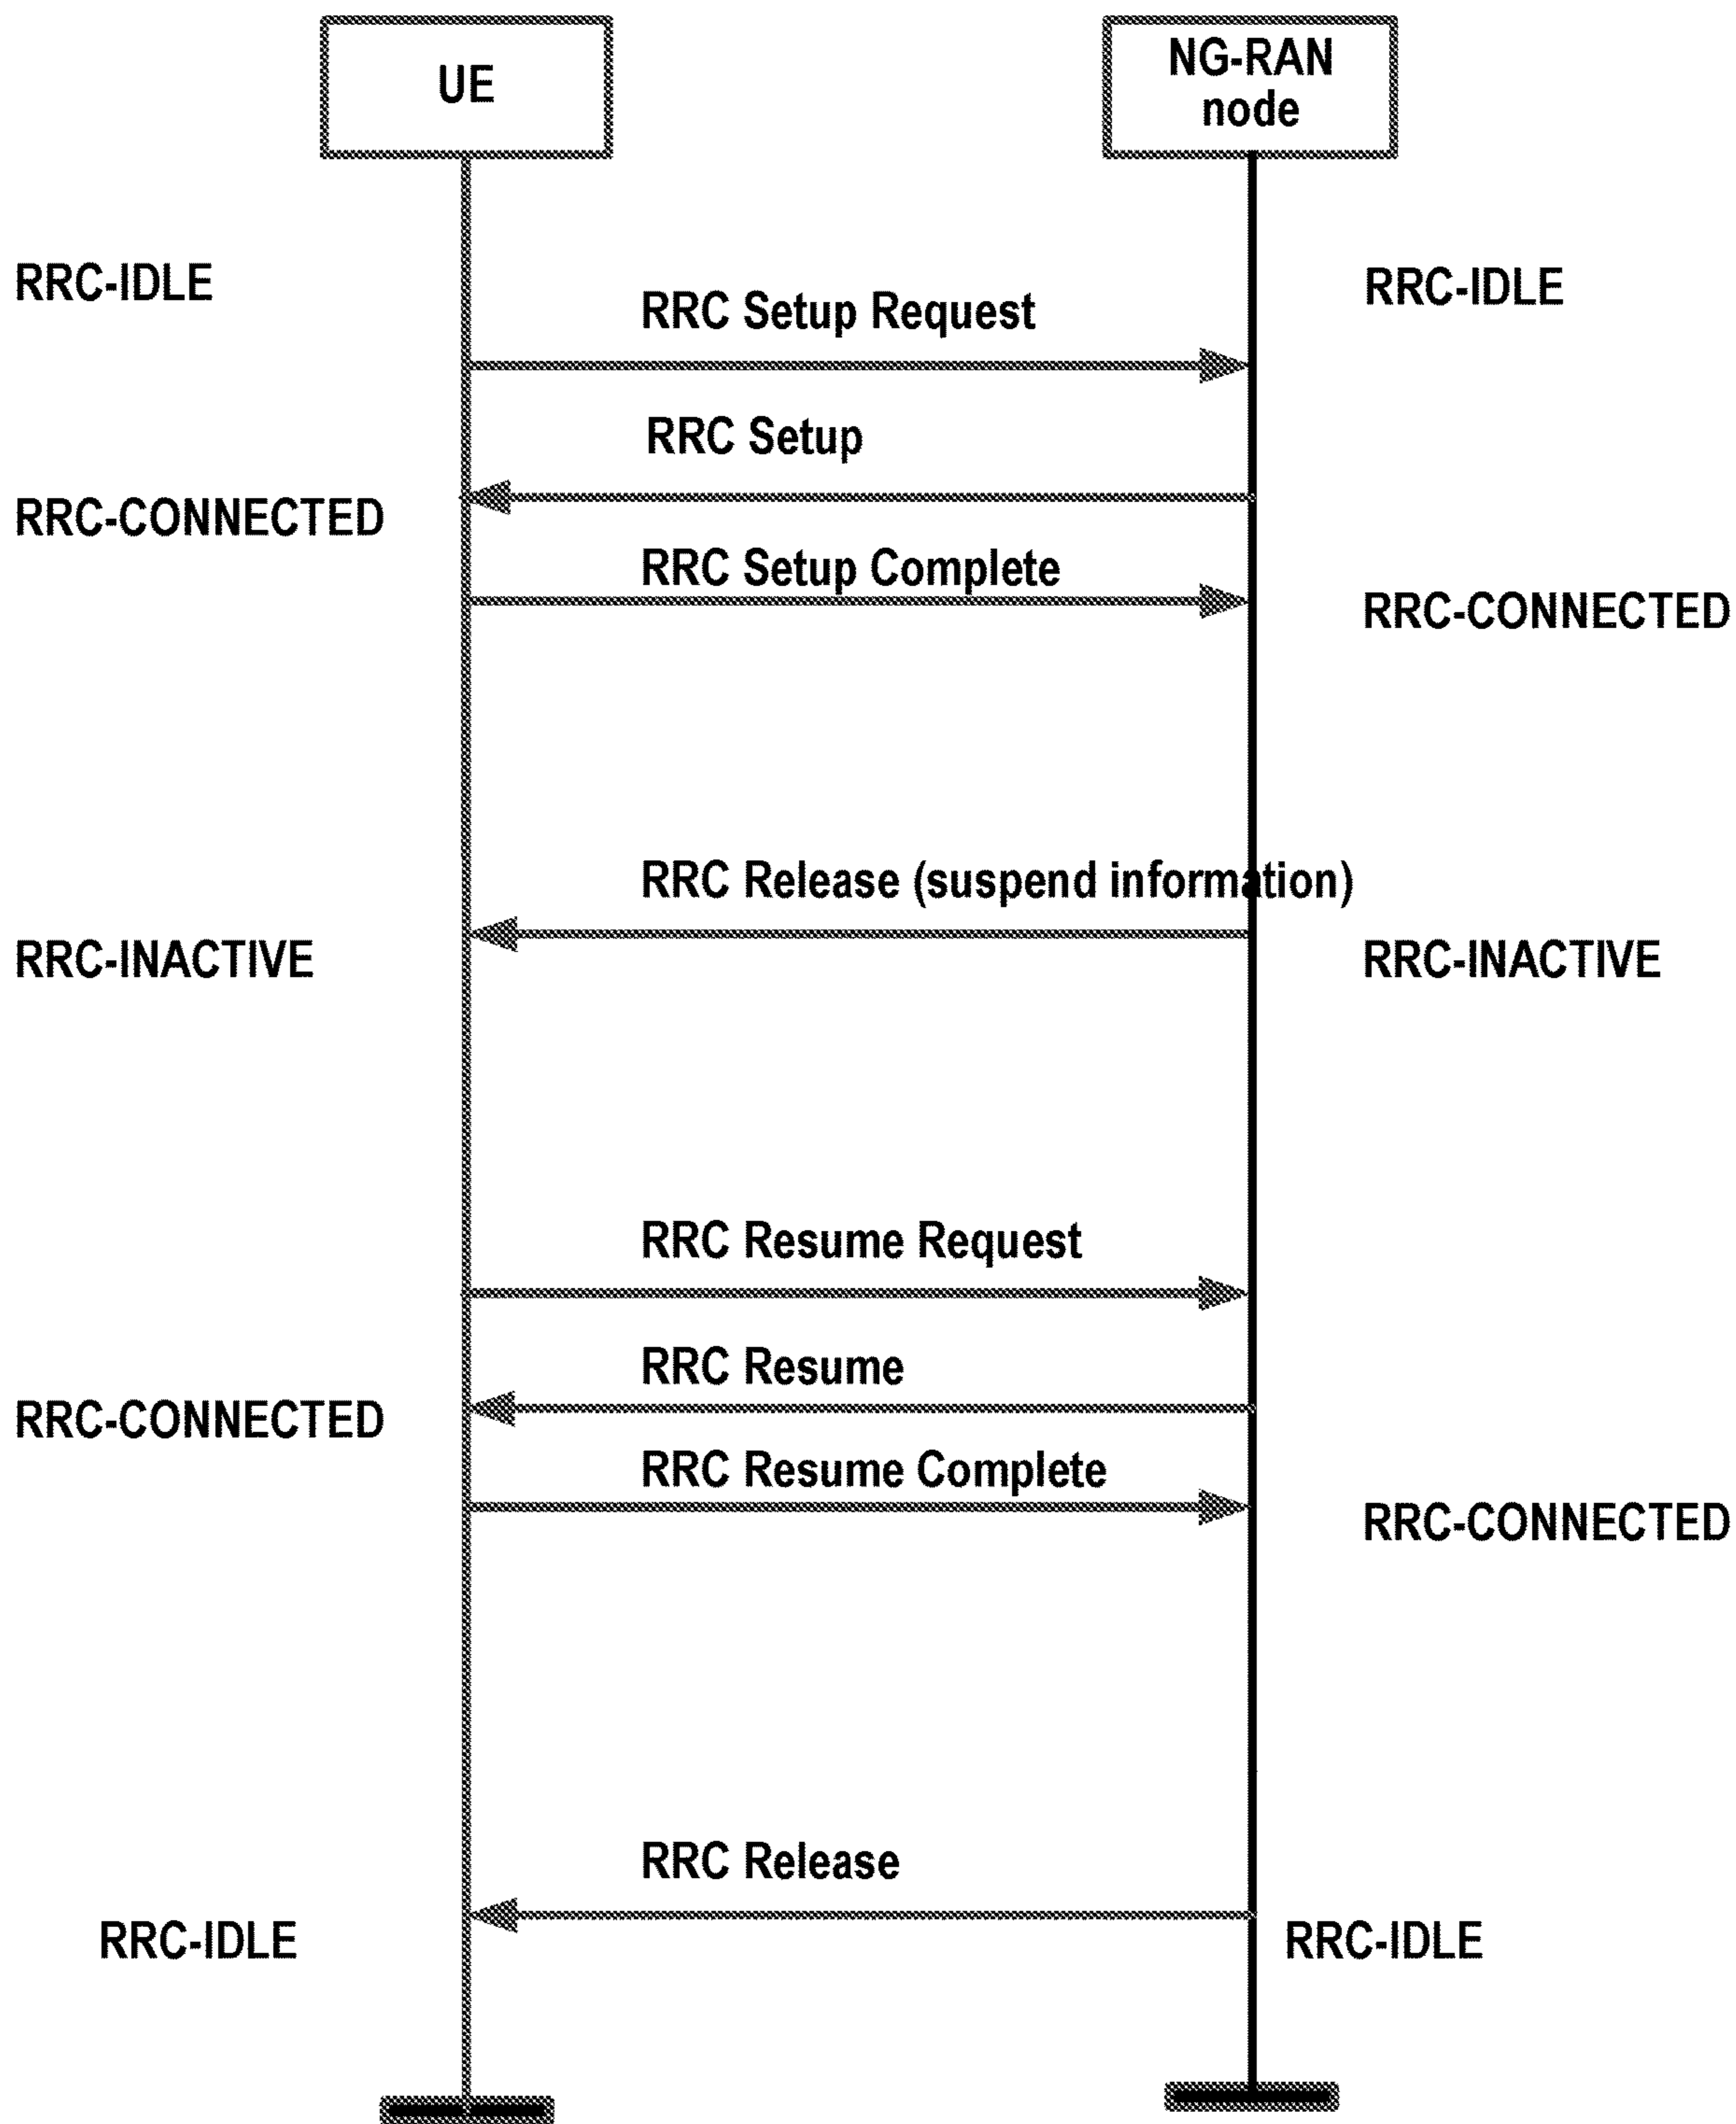 UE
NG-RAN
node
RRC-IDLE
RRC-IDLE
RRC Setup Request
RRC Setup
RRC-CONNECTED
RRC Setup Complete
RRC-CONNECTED
RRC Release (suspend information)
RRC-INACTIVE
RRC-INACTIVE
RRC Resume Request
RRC Resume
RRC-CONNECTED
RRC Resume Complete
RRC-CONNECTED
RRC Release
RRC-IDLE
RRC-IDLE